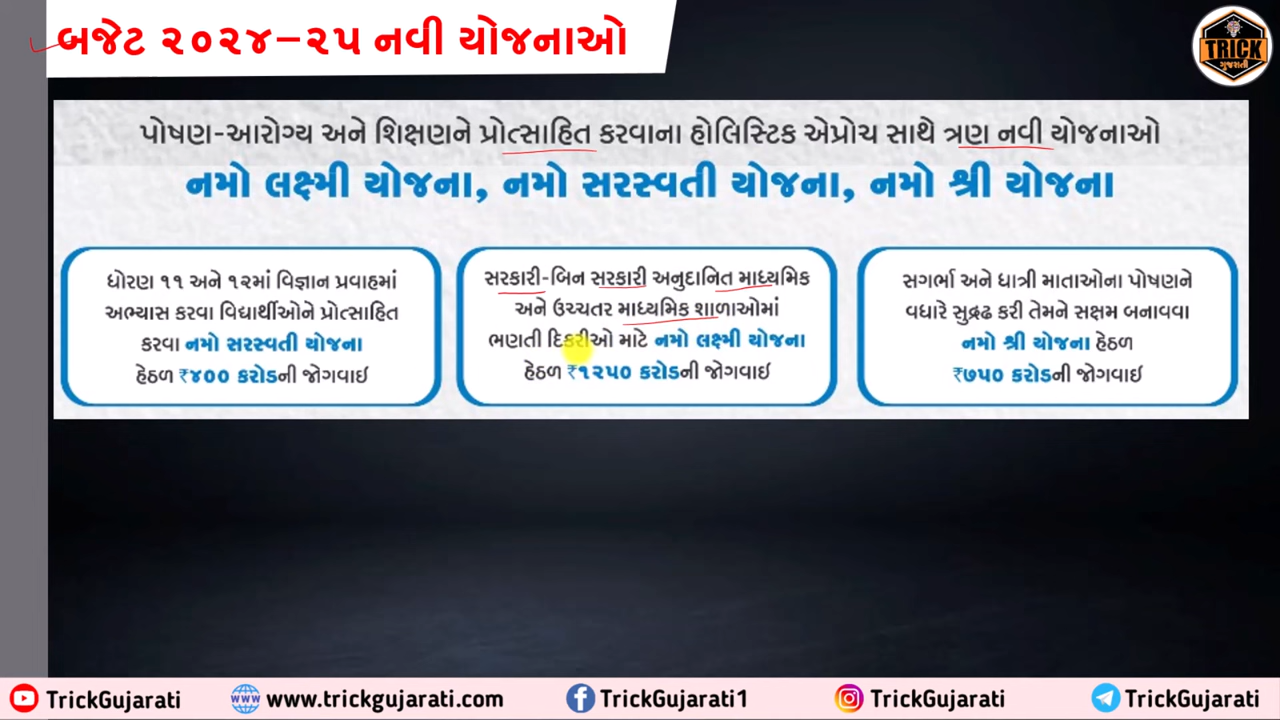 બજેટ ૨૦૨૪–૨૫ નવી યોજનાઓ
TRICK
ગુજરાતી
પોષણ-આરોગ્ય અને શિક્ષણને પ્રોત્સાહિત કરવાના હોલિસ્ટિક એપ્રોચ સાથે ત્રણ નવી યોજનાઓ
નમો લક્ષ્મી યોજના, નમો સરસ્વતી યોજના, નમો શ્રી યોજના
ધોરણ ૧૧ અને ૧૨માં વિજ્ઞાન પ્રવાહમાં
અભ્યાસ કરવા વિદ્યાર્થીઓને પ્રોત્સાહિત
કરવા નમો સરસ્વતી યોજના
હેઠળ ₹૪૦૦ કરોડની જોગવાઇ
સરકારી-બિન સરકારી અનુદાનિત માધ્યમિક
અને ઉચ્ચતર માધ્યમિક શાળાઓમાં
ભણતી દિકરીઓ માટે નમો લક્ષ્મી યોજના
હેઠળ ₹૧૨૫૦ કરોડની જોગવાઇ
સગર્ભા અને ધાત્રી માતાઓના પોષણને
વધારે સુદ્રઢ કરી તેમને સક્ષમ બનાવવા
નમો શ્રી યોજના હેઠળ
₹૭૫૦ કરોડની જોગવાઇ
TrickGujarati
www.trickgujarati.com
TrickGujarati1
TrickGujarati
TrickGujarati